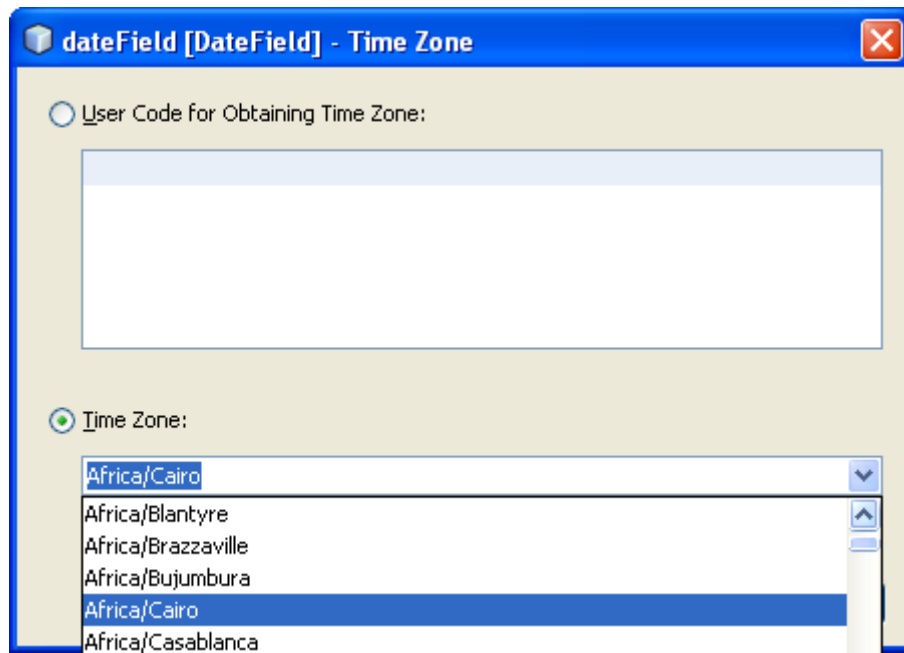 dateField [DateField] - Time Zone
User Code for Obtaining Time Zone:
Time Zone:
Africa/Cairo
Africa/Blantyre
Africa/Brazzaville
Africa/Bujumbura
Africa/Cairo
Africa/Casablanca